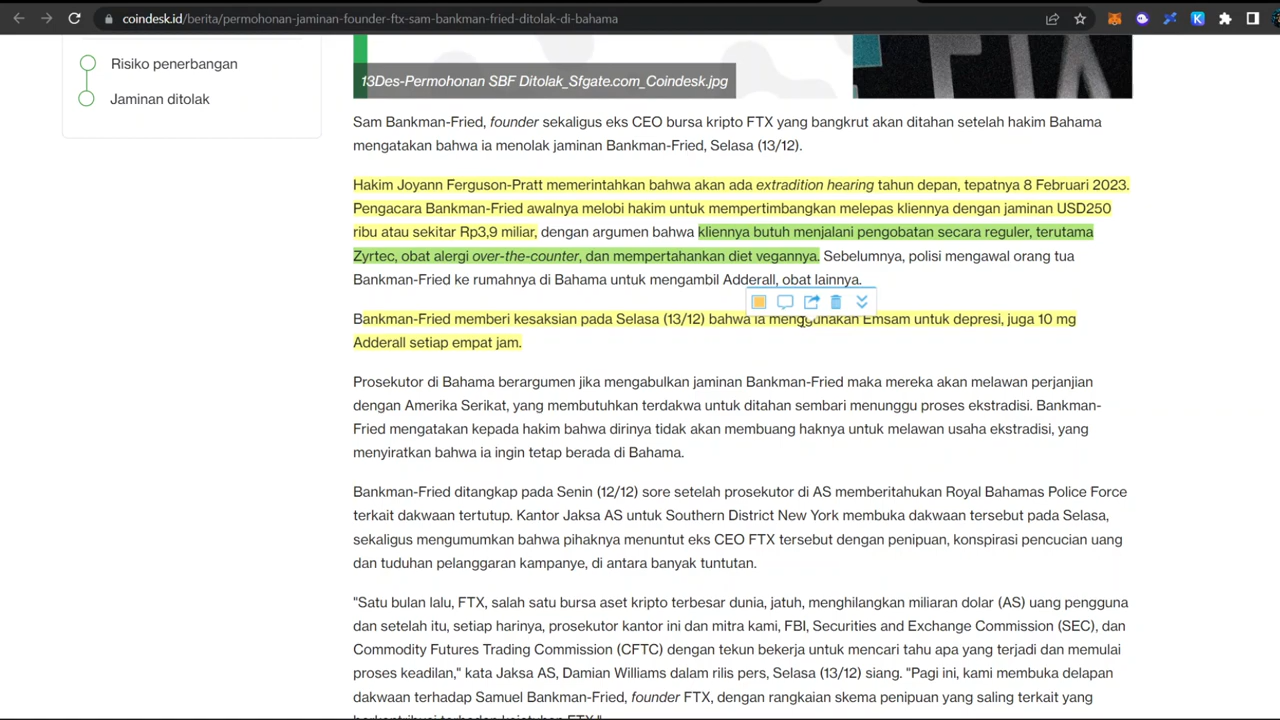 coindesk.id/berita/permohonan-jaminan-founder-ftx-sam-bankman-fried-ditolak-di-bahama
K
Risiko penerbangan
Jaminan ditolak
13Des-Permohonan SBF Ditolak_Sfgate.com_Coindesk.jpg
Sam Bankman-Fried, founder sekaligus eks CEO bursa kripto FTX yang bangkrut akan ditahan setelah hakim Bahama
mengatakan bahwa ia menolak jaminan Bankman-Fried, Selasa (13/12).
Hakim Joyann Ferguson-Pratt memerintahkan bahwa akan ada extradition hearing tahun depan, tepatnya 8 Februari 2023.
Pengacara Bankman-Fried awalnya melobi hakim untuk mempertimbangkan melepas kliennya dengan jaminan USD250
ribu atau sekitar Rp3,9 miliar, dengan argumen bahwa kliennya butuh menjalani pengobatan secara reguler, terutama
Zyrtec, obat alergi over-the-counter, dan mempertahankan diet vegannya. Sebelumnya, polisi mengawal orang tua
Bankman-Fried ke rumahnya di Bahama untuk mengambil Adderall, obat lainnya.
Bankman-Fried memberi kesaksian pada Selasa (13/12) bahwa ia menggunakan Emsam untuk depresi, juga 10 mg
Adderall setiap empat jam.
Prosekutor di Bahama berargumen jika mengabulkan jaminan Bankman-Fried maka mereka akan melawan perjanjian
dengan Amerika Serikat, yang membutuhkan terdakwa untuk ditahan sembari menunggu proses ekstradisi. Bankman-
Fried mengatakan kepada hakim bahwa dirinya tidak akan membuang haknya untuk melawan usaha ekstradisi, yang
menyiratkan bahwa ia ingin tetap berada di Bahama.
Bankman-Fried ditangkap pada Senin (12/12) sore setelah prosekutor di AS memberitahukan Royal Bahamas Police Force
terkait dakwaan tertutup. Kantor Jaksa AS untuk Southern District New York membuka dakwaan tersebut pada Selasa,
sekaligus mengumumkan bahwa pihaknya menuntut eks CEO FTX tersebut dengan penipuan, konspirasi pencucian uang
dan tuduhan pelanggaran kampanye, di antara banyak tuntutan.
"Satu bulan lalu, FTX, salah satu bursa aset kripto terbesar dunia, jatuh, menghilangkan miliaran dolar (AS) uang pengguna
dan setelah itu, setiap harinya, prosekutor kantor ini dan mitra kami, FBI, Securities and Exchange Commission (SEC), dan
Commodity Futures Trading Commission (CFTC) dengan tekun bekerja untuk mencari tahu apa yang terjadi dan memulai
proses keadilan," kata Jaksa AS, Damian Williams dalam rilis pers, Selasa (13/12) siang. "Pagi ini, kami membuka delapan
dakwaan terhadap Samuel Bankman-Fried, founder FTX, dengan rangkaian skema penipuan yang saling terkait yang